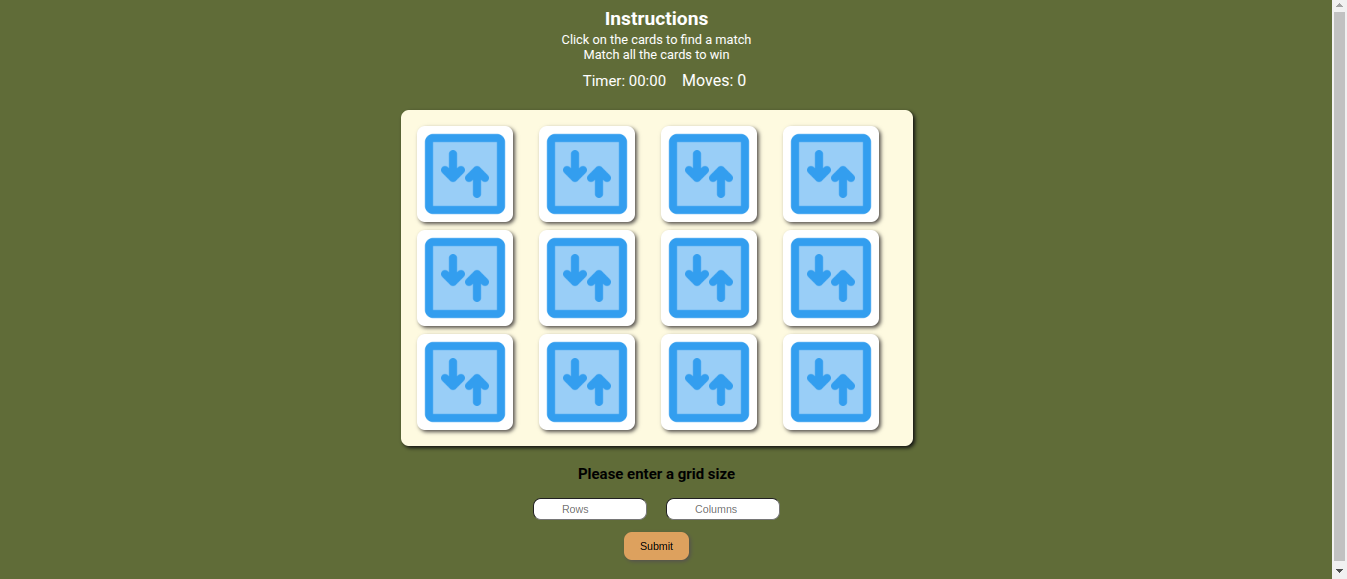 Instructions
Click on the cards to find a match
Match all the cards to win
Timer: 00:00 Moves: 0
Please enter a grid size
Rows Columns
Submit